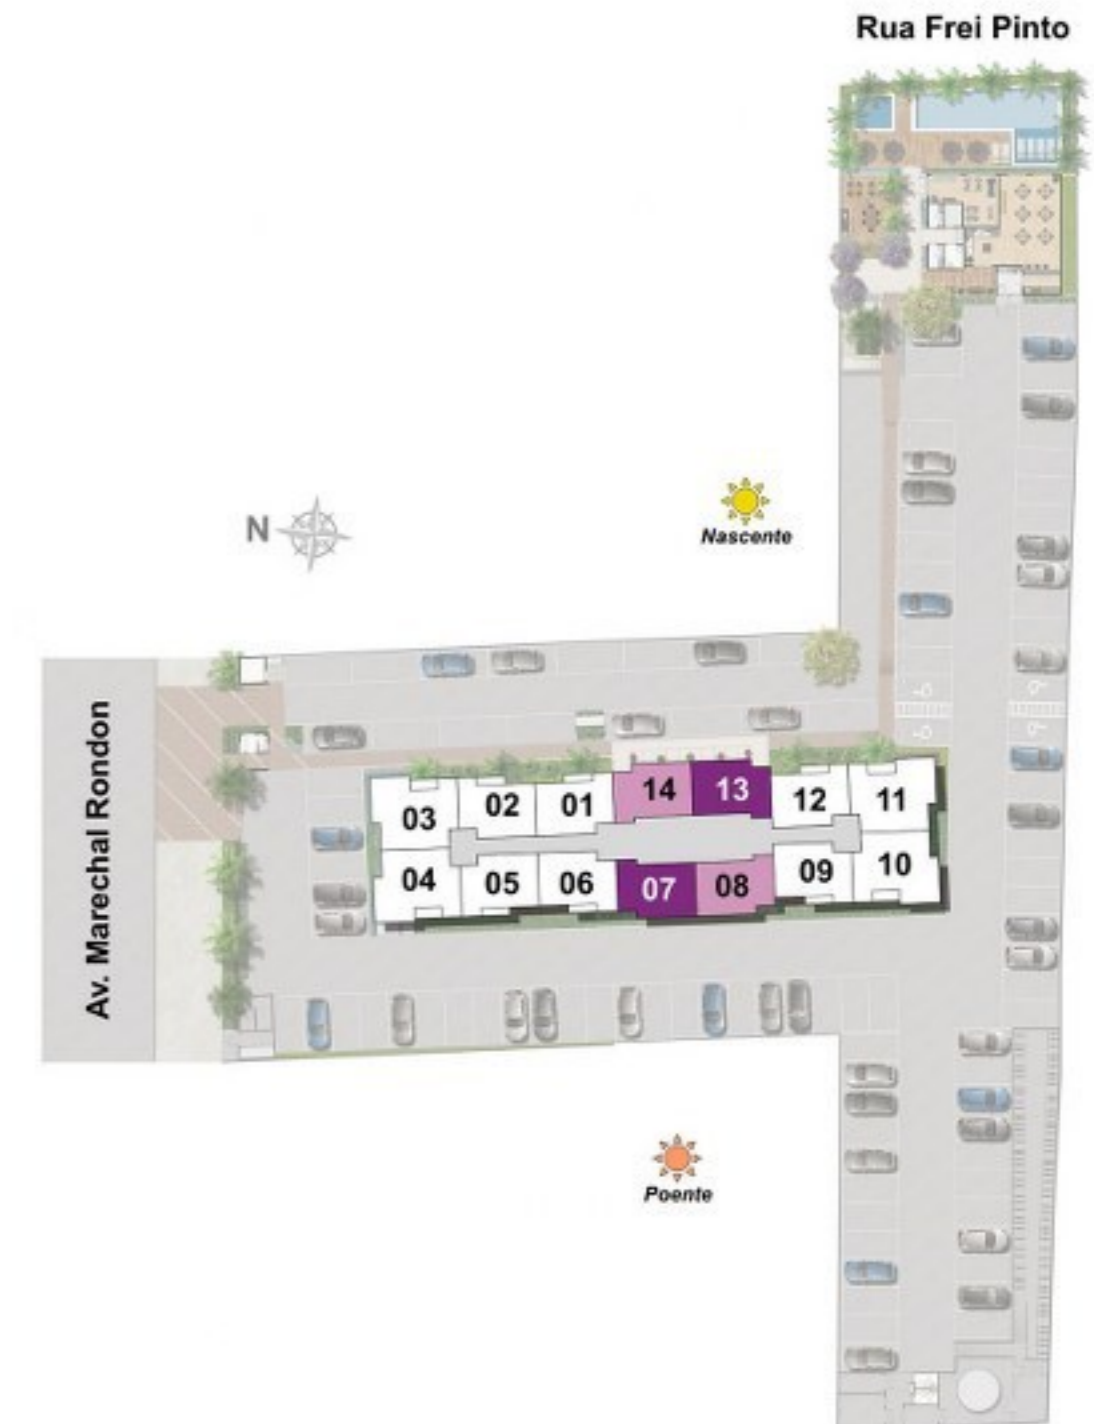 Rua Frei Pinto
Nascente
N
Av. Marechal Rondon
14 13
03 02 01 12 11
04 05 06 07 08 09 10
Poente